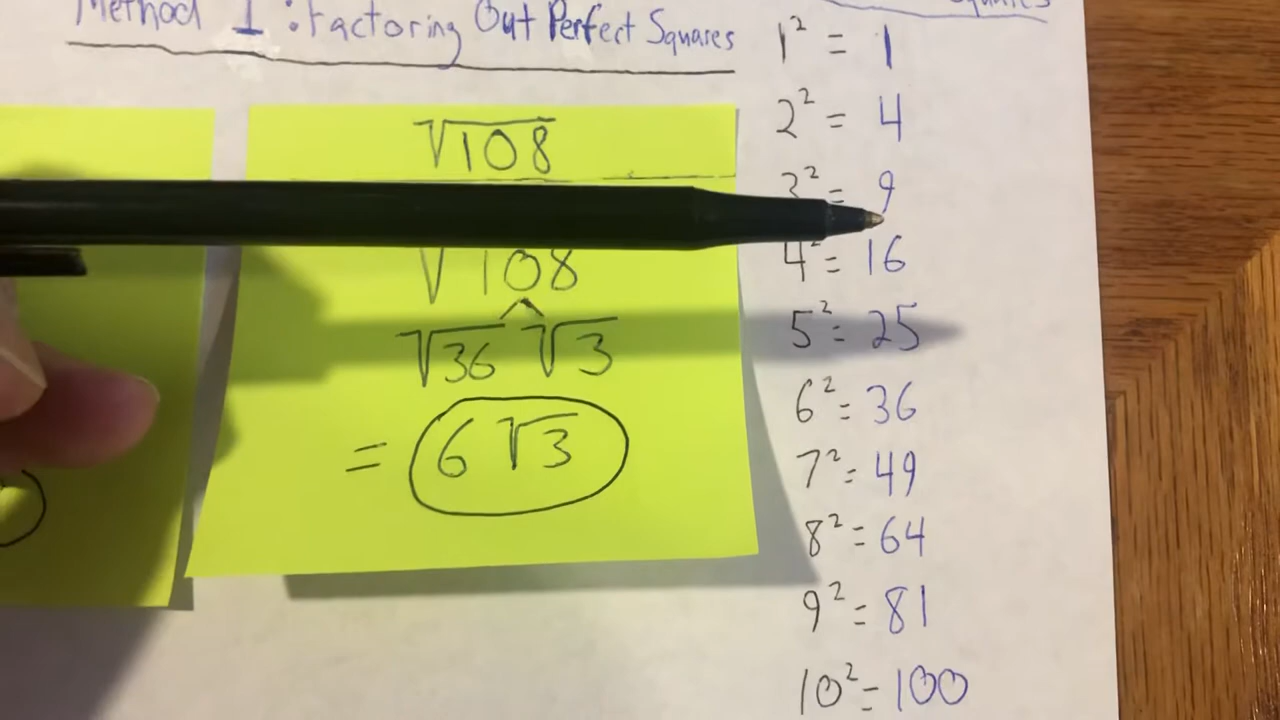 Method 1: Factoring Out Perfect Squares
√108
√108
√36 √3
= 6 √3
1² = 1
2² = 4
3² = 9
4² = 16
5² = 25
6² = 36
7² = 49
8² = 64
9² = 81
10² = 100